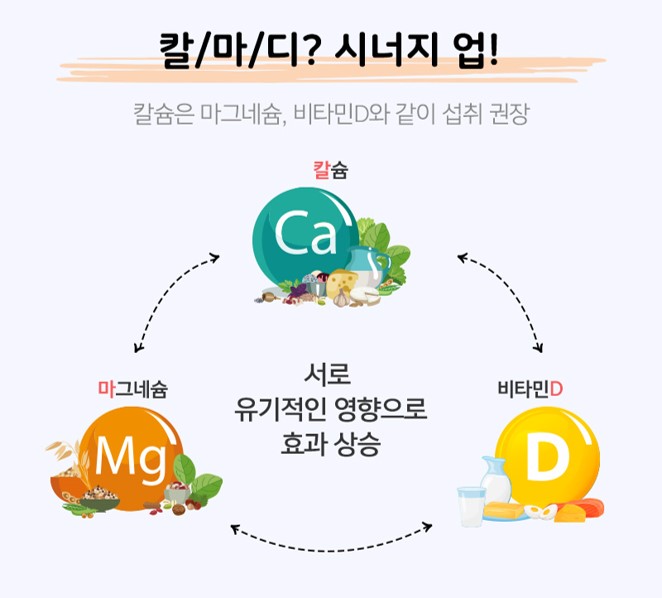 칼/마/디? 시너지 업!
칼슘은 마그네슘, 비타민D와 같이 섭취 권장
칼슘
Ca
서로
유기적인 영향으로
효과 상승
마그네슘
Mg
비타민D
D